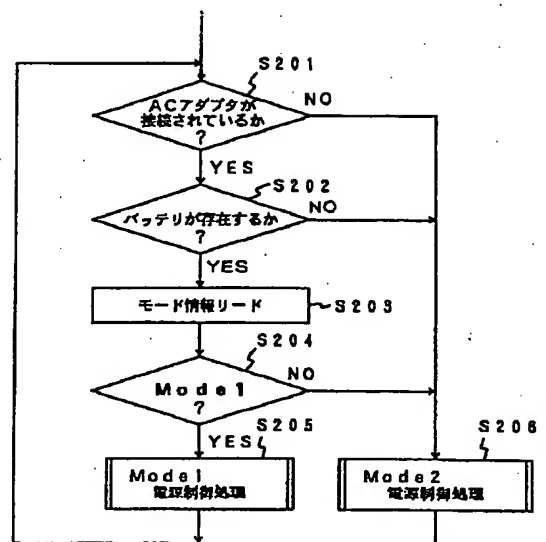 S201
ACアダプタが
接続されているか
?
NO
YES
S202
バッテリが存在するか
?
NO
YES
モード情報リード
S203
S204
Mode1
?
NO
YES
S205
Mode1
電源制御処理
S206
Mode2
電源制御処理